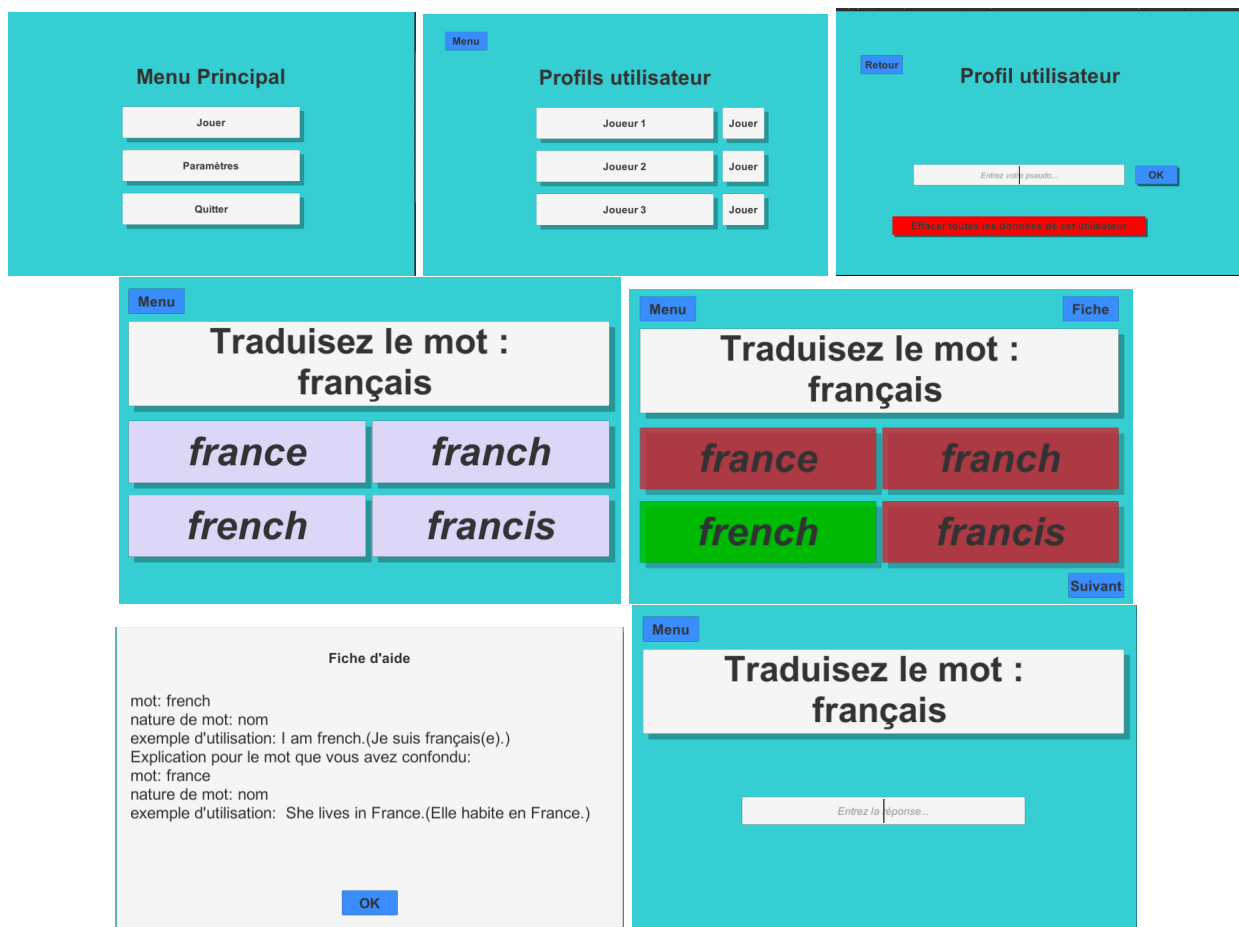 Menu Principal
Jouer
Paramètres
Quitter
Menu
Profils utilisateur
Joueur 1
Jouer
Joueur 2
Jouer
Joueur 3
Jouer
Retour
Profil utilisateur
Entrez votre pseudo...
OK
Effacer toutes les données de cet utilisateur
Menu
Traduisez le mot :
français
france
franch
french
francis
Menu
Fiche
Traduisez le mot :
français
france
franch
french
francis
Suivant
Fiche d'aide
mot: french
nature de mot: nom
exemple d'utilisation: I am french.(Je suis français(e).)
Explication pour le mot que vous avez confondu:
mot: france
nature de mot: nom
exemple d'utilisation: She lives in France.(Elle habite en France.)
OK
Menu
Traduisez le mot :
français
Entrez la réponse...